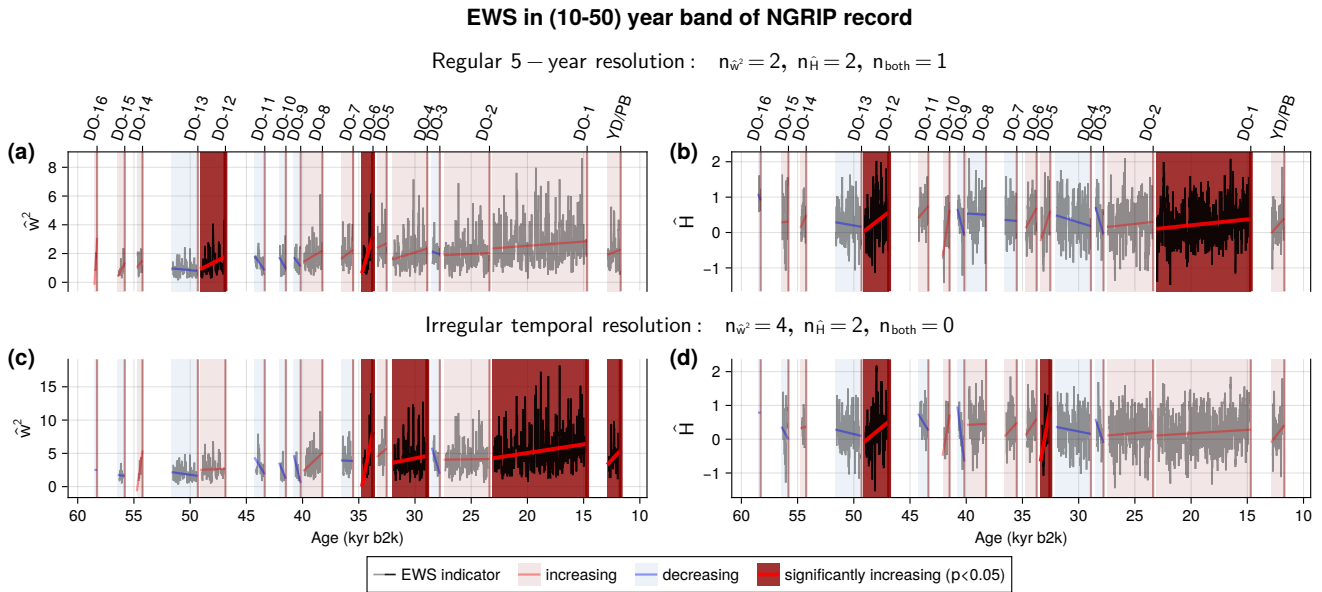 EWS in (10-50) year band of NGRIP record
Regular 5 − year resolution : n_ŵ² = 2, n_Ĥ = 2, n_both = 1
DO-16 DO-15 DO-14 DO-13 DO-12 DO-11 DO-10 DO-9 DO-8 DO-7 DO-6 DO-5 DO-4 DO-3 DO-2 DO-1 YD/PB
DO-16 DO-15 DO-14 DO-13 DO-12 DO-11 DO-10 DO-9 DO-8 DO-7 DO-6 DO-5 DO-4 DO-3 DO-2 DO-1 YD/PB
(a)
ŵ²
8
6
4
2
0
(b)
Ĥ
2
1
0
−1
Irregular temporal resolution : n_ŵ² = 4, n_Ĥ = 2, n_both = 0
(c)
ŵ²
15
10
5
0
60 55 50 45 40 35 30 25 20 15 10
Age (kyr b2k)
(d)
Ĥ
2
1
0
−1
60 55 50 45 40 35 30 25 20 15 10
Age (kyr b2k)
EWS indicator increasing decreasing significantly increasing (p<0.05)